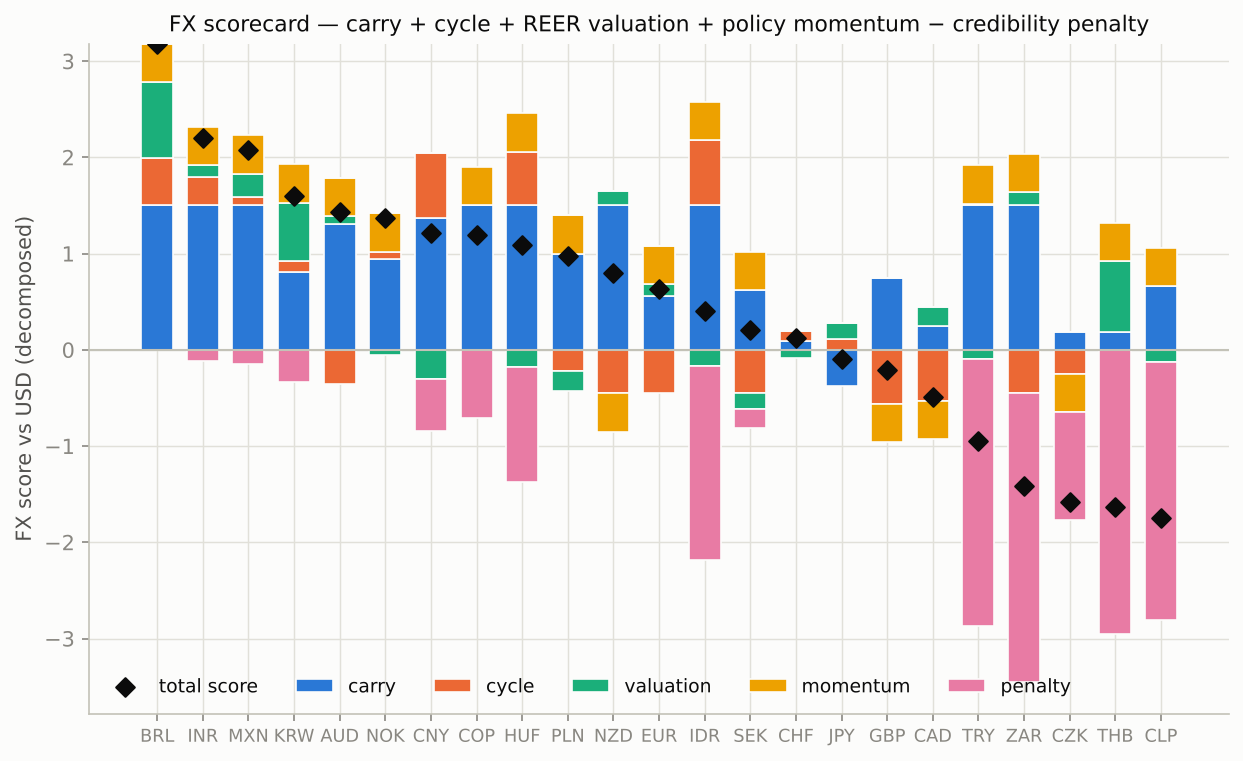 FX scorecard — carry + cycle + REER valuation + policy momentum − credibility penalty
FX score vs USD (decomposed)
3
2
1
0
−1
−2
−3
total score carry cycle valuation momentum penalty
BRL INR MXN KRW AUD NOK CNY COP HUF PLN NZD EUR IDR SEK CHF JPY GBP CAD TRY ZAR CZK THB CLP